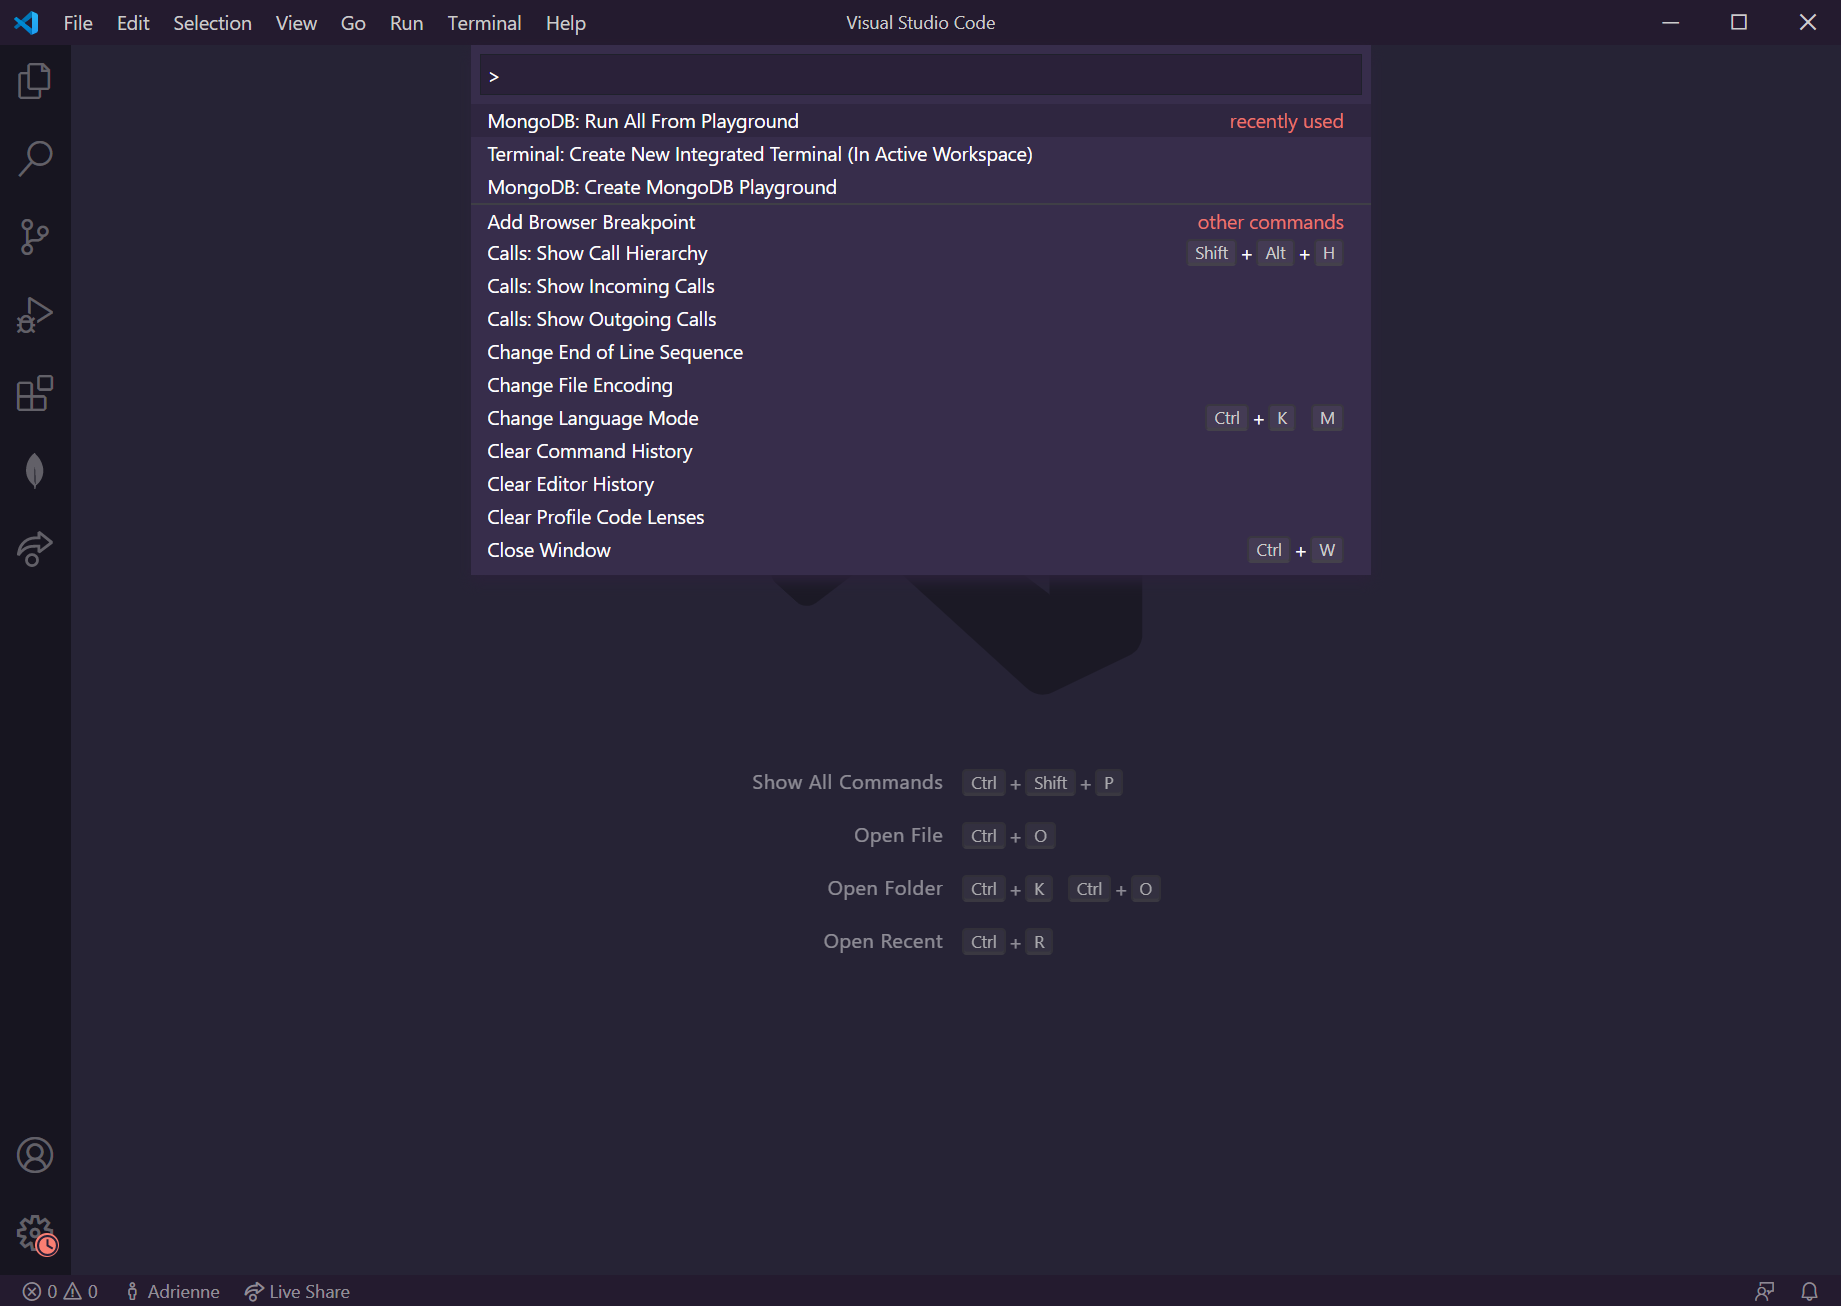 File Edit Selection View Go Run Terminal Help Visual Studio Code
>
MongoDB: Run All From Playground recently used
Terminal: Create New Integrated Terminal (In Active Workspace)
MongoDB: Create MongoDB Playground
Add Browser Breakpoint other commands
Calls: Show Call Hierarchy Shift + Alt + H
Calls: Show Incoming Calls
Calls: Show Outgoing Calls
Change End of Line Sequence
Change File Encoding
Change Language Mode Ctrl + K M
Clear Command History
Clear Editor History
Clear Profile Code Lenses
Close Window Ctrl + W
Show All Commands Ctrl + Shift + P
Open File Ctrl + O
Open Folder Ctrl + K Ctrl + O
Open Recent Ctrl + R
0 0 Adrienne Live Share